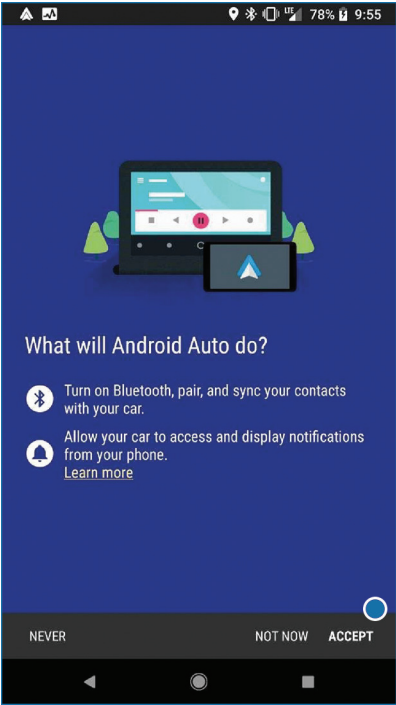 LTE 78% 9:55
What will Android Auto do?
Turn on Bluetooth, pair, and sync your contacts
with your car.
Allow your car to access and display notifications
from your phone.
Learn more
NEVER NOT NOW ACCEPT